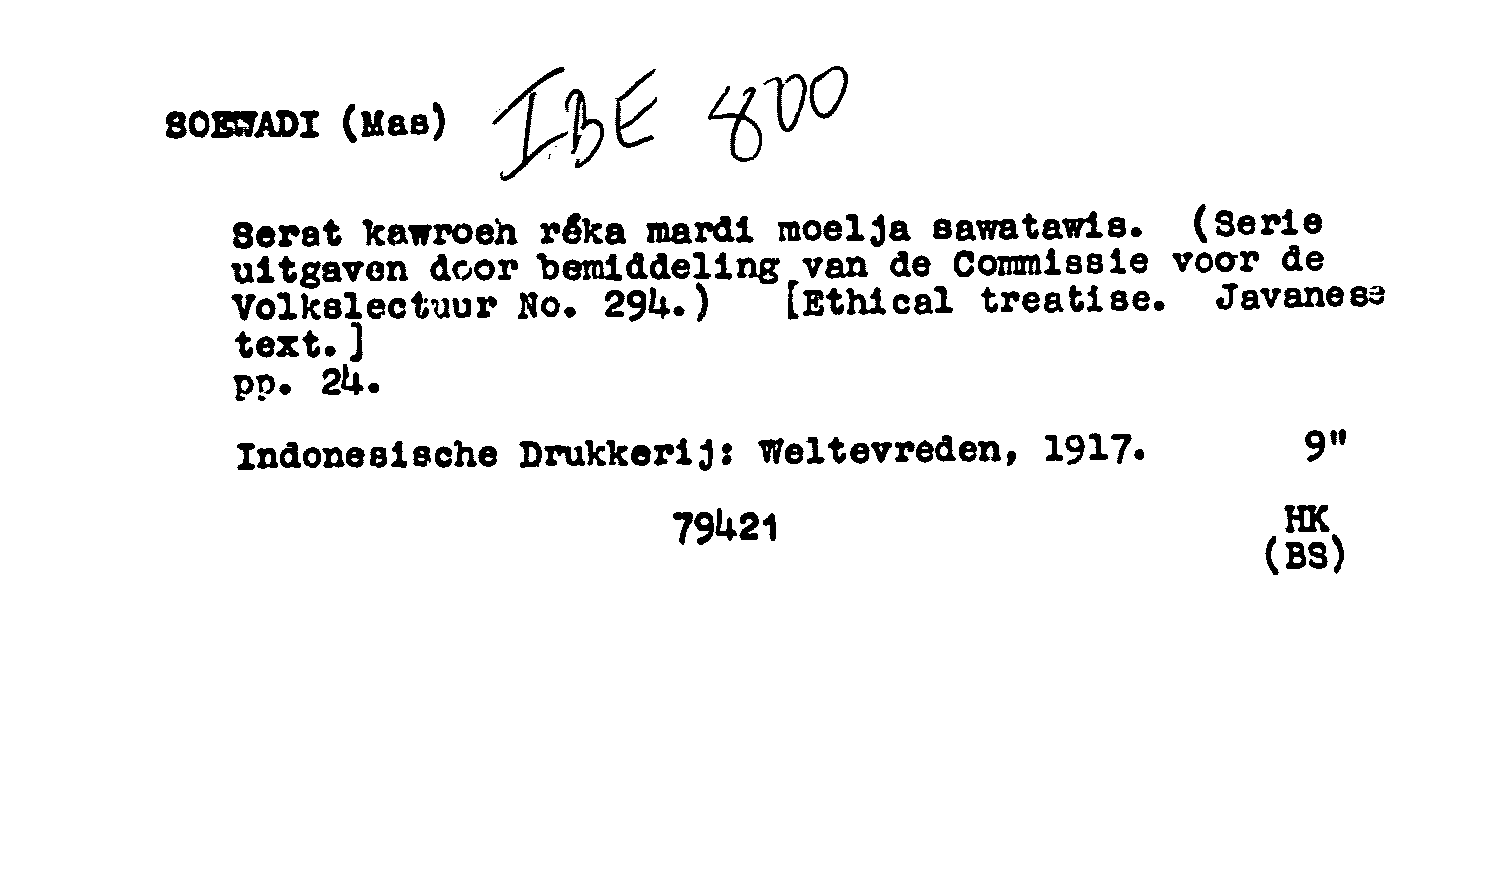 SOEWADI (Mas) IBE 800
Serat kawroeh réka mardi moelja sawatawis. (Serie
uitgaven door bemiddeling van de Commissie voor de
Volkslectuur No. 294.) [Ethical treatise. Javanese
text.]
pp. 24.
Indonesische Drukkerij: Weltevreden, 1917. 9"
79421 HK
(BS)